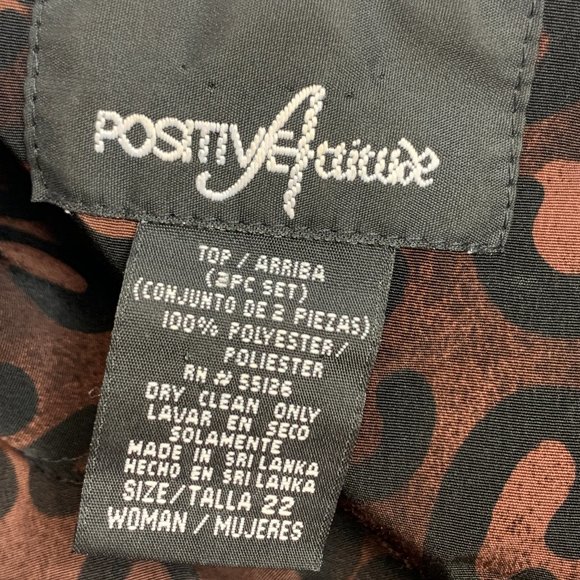 POSITIVE Attitude
TOP / ARRIBA
(2PC SET)
(CONJUNTO DE 2 PIEZAS)
100% POLYESTER/
POLIESTER
RN # 55126
DRY CLEAN ONLY
LAVAR EN SECO
SOLAMENTE
MADE IN SRI LANKA
HECHO EN SRI LANKA
SIZE/TALLA 22
WOMAN / MUJERES